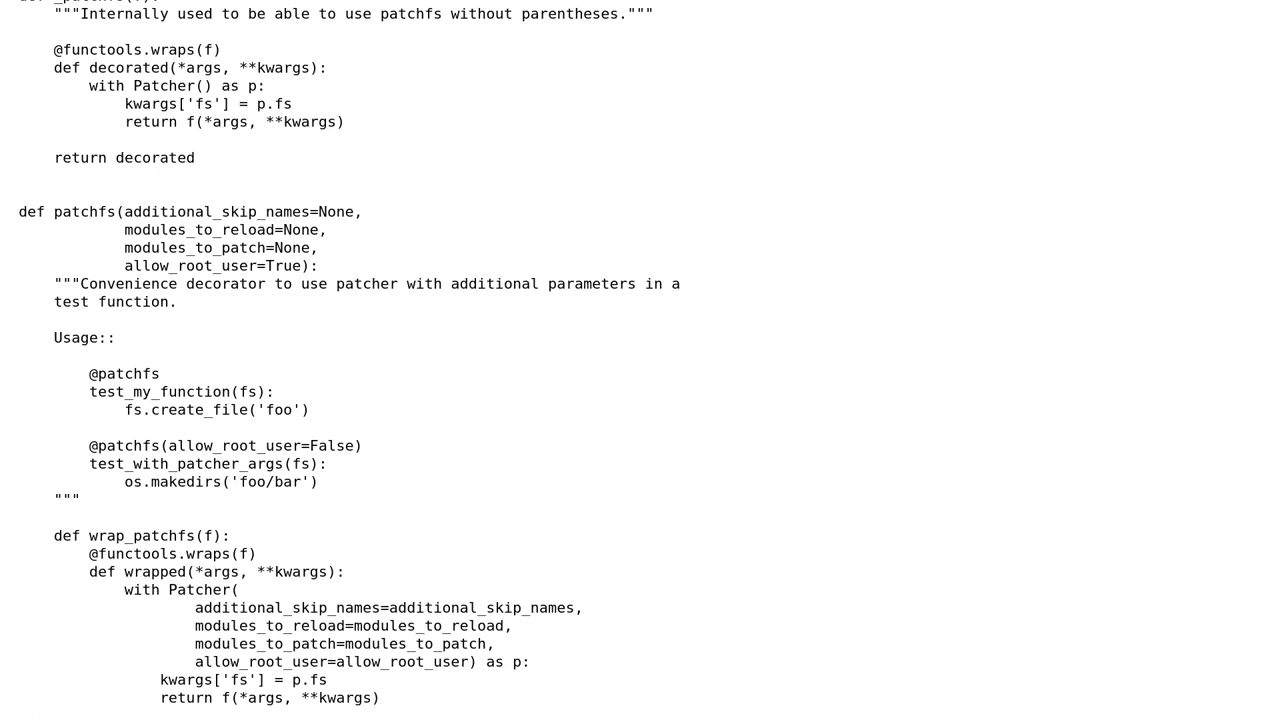 def _patchfs(f):
    """Internally used to be able to use patchfs without parentheses."""

    @functools.wraps(f)
    def decorated(*args, **kwargs):
        with Patcher() as p:
            kwargs['fs'] = p.fs
            return f(*args, **kwargs)

    return decorated


def patchfs(additional_skip_names=None,
            modules_to_reload=None,
            modules_to_patch=None,
            allow_root_user=True):
    """Convenience decorator to use patcher with additional parameters in a
    test function.

    Usage::

        @patchfs
        test_my_function(fs):
            fs.create_file('foo')

        @patchfs(allow_root_user=False)
        test_with_patcher_args(fs):
            os.makedirs('foo/bar')
    """

    def wrap_patchfs(f):
        @functools.wraps(f)
        def wrapped(*args, **kwargs):
            with Patcher(
                    additional_skip_names=additional_skip_names,
                    modules_to_reload=modules_to_reload,
                    modules_to_patch=modules_to_patch,
                    allow_root_user=allow_root_user) as p:
                kwargs['fs'] = p.fs
                return f(*args, **kwargs)